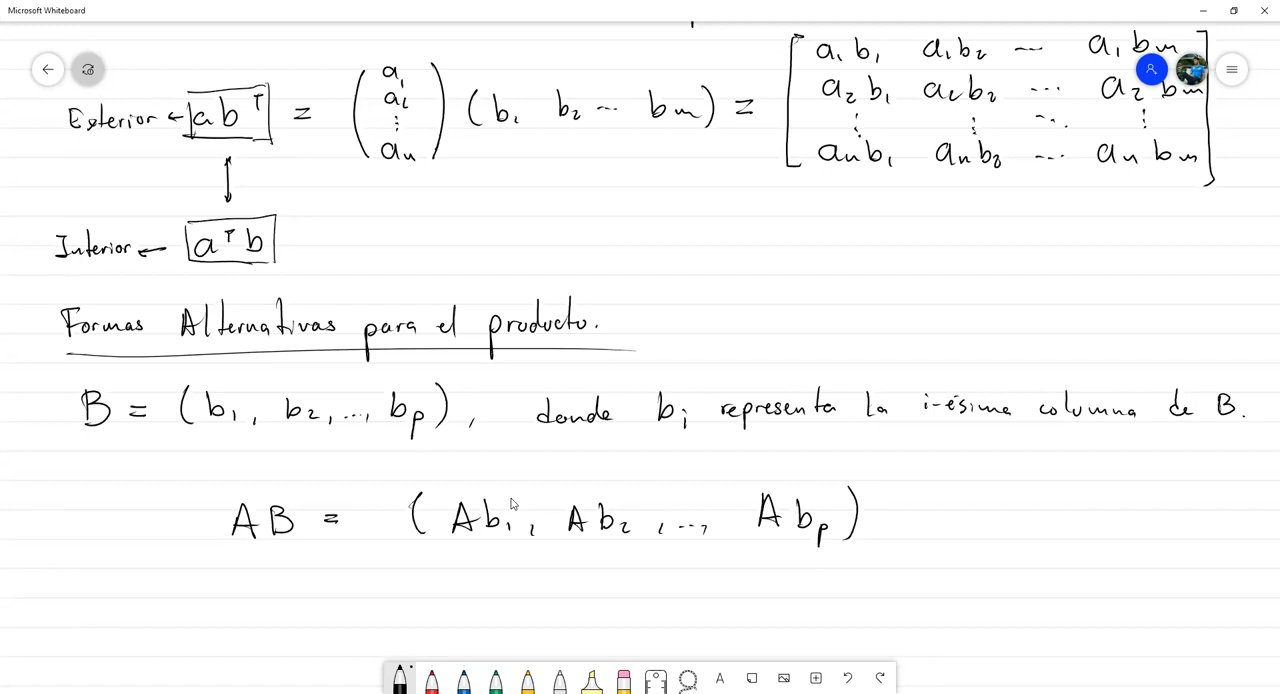 Microsoft Whiteboard
Exterior ← ab^T = (a₁ a₂ ⋮ aₙ) (b₁ b₂ ⋯ bₘ) = [a₁b₁ a₁b₂ ⋯ a₁bₘ
a₂b₁ a₂b₂ ⋯ a₂bₘ
⋮ ⋮ ⋱ ⋮
aₙb₁ aₙb₂ ⋯ aₙbₘ]
↕
Interior ← a^T b
Formas Alternativas para el producto.
B = (b₁, b₂, ..., bₚ), donde bᵢ representa la i-ésima columna de B.
AB = (Ab₁, Ab₂, ..., Abₚ)
A